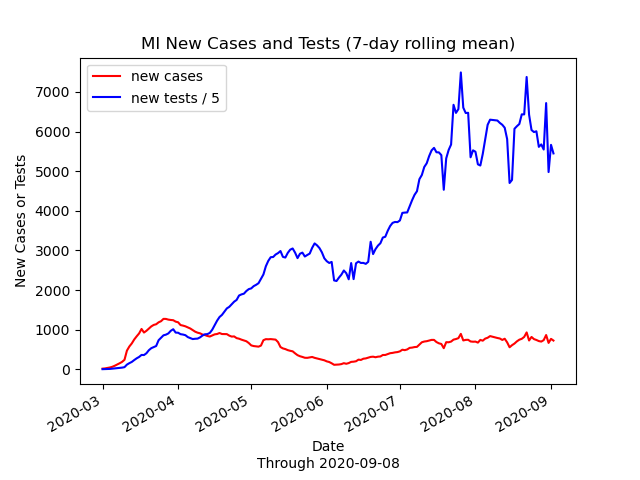 MI New Cases and Tests (7-day rolling mean)
new cases
new tests / 5
New Cases or Tests
7000
6000
5000
4000
3000
2000
1000
0
2020-03
2020-04
2020-05
2020-06
2020-07
2020-08
2020-09
Date
Through 2020-09-08